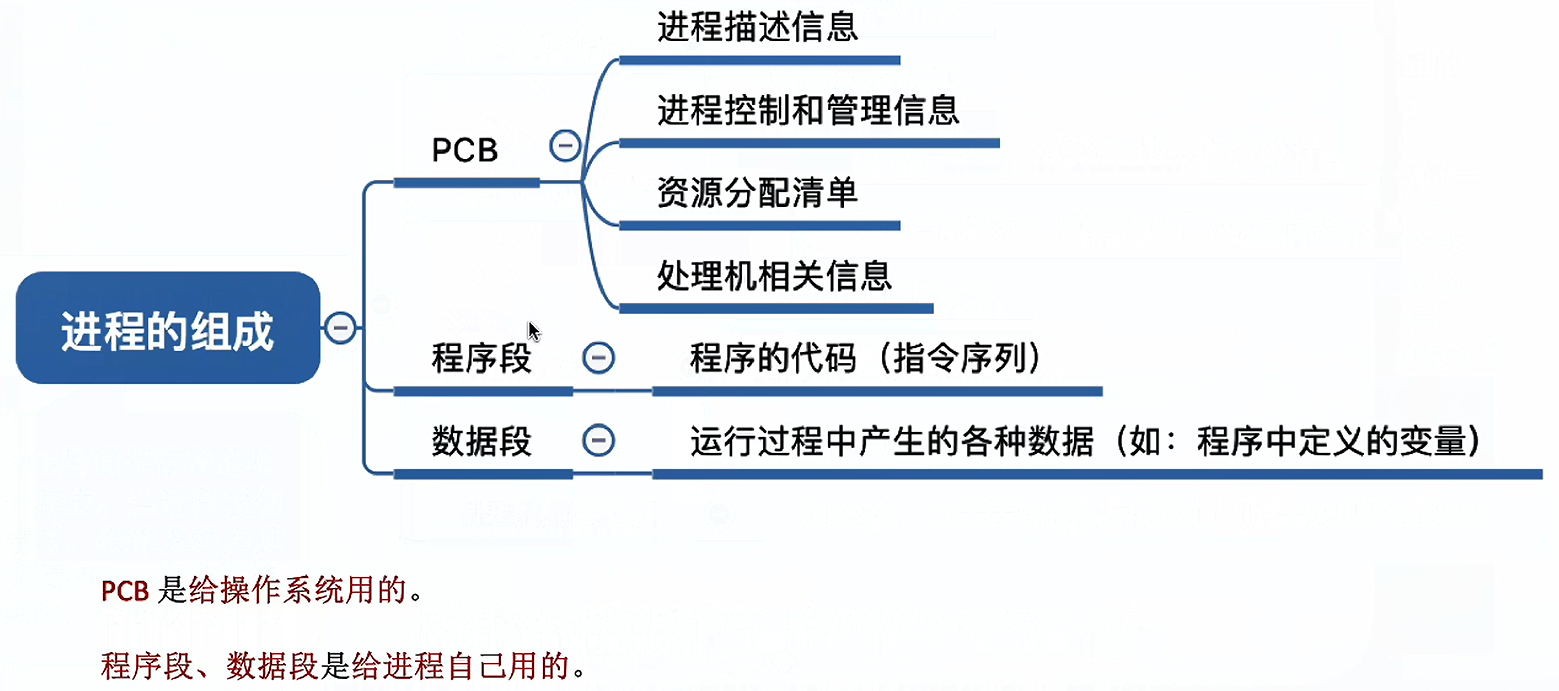 进程描述信息
进程控制和管理信息
PCB
资源分配清单
处理机相关信息
进程的组成
程序段
程序的代码（指令序列）
数据段
运行过程中产生的各种数据（如：程序中定义的变量）
PCB 是给操作系统用的。
程序段、数据段是给进程自己用的。